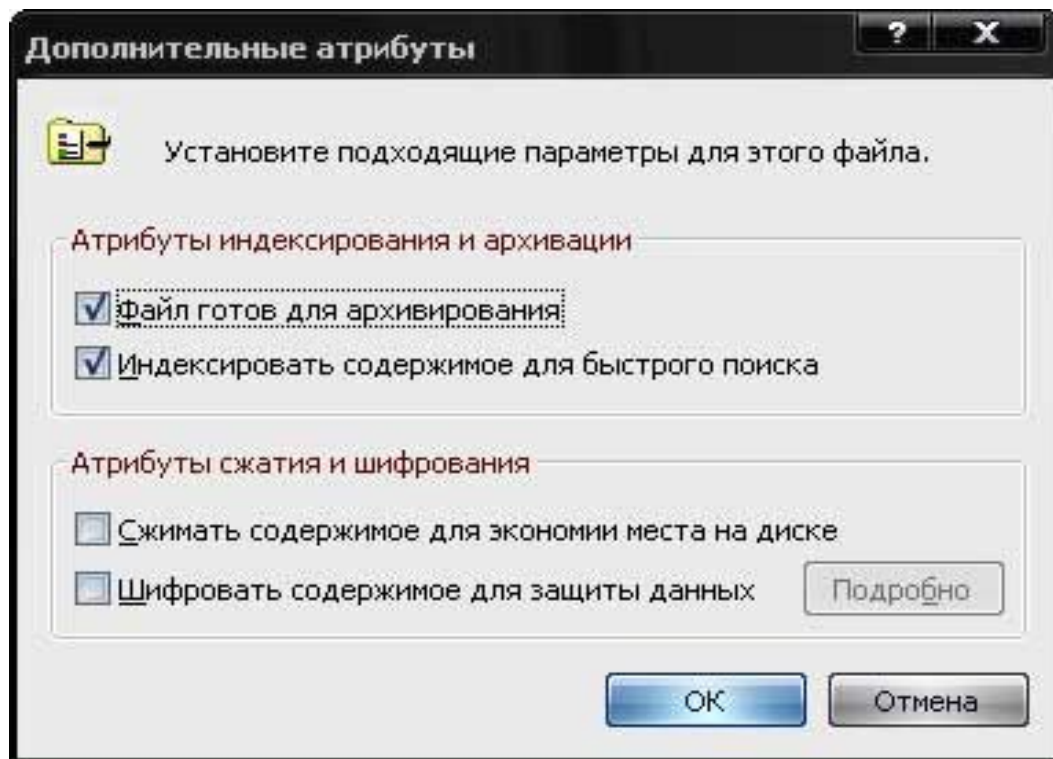 Дополнительные атрибуты
?
X
Установите подходящие параметры для этого файла.
Атрибуты индексирования и архивации
Файл готов для архивирования
Индексировать содержимое для быстрого поиска
Атрибуты сжатия и шифрования
Сжимать содержимое для экономии места на диске
Шифровать содержимое для защиты данных
Подробно
ОК
Отмена